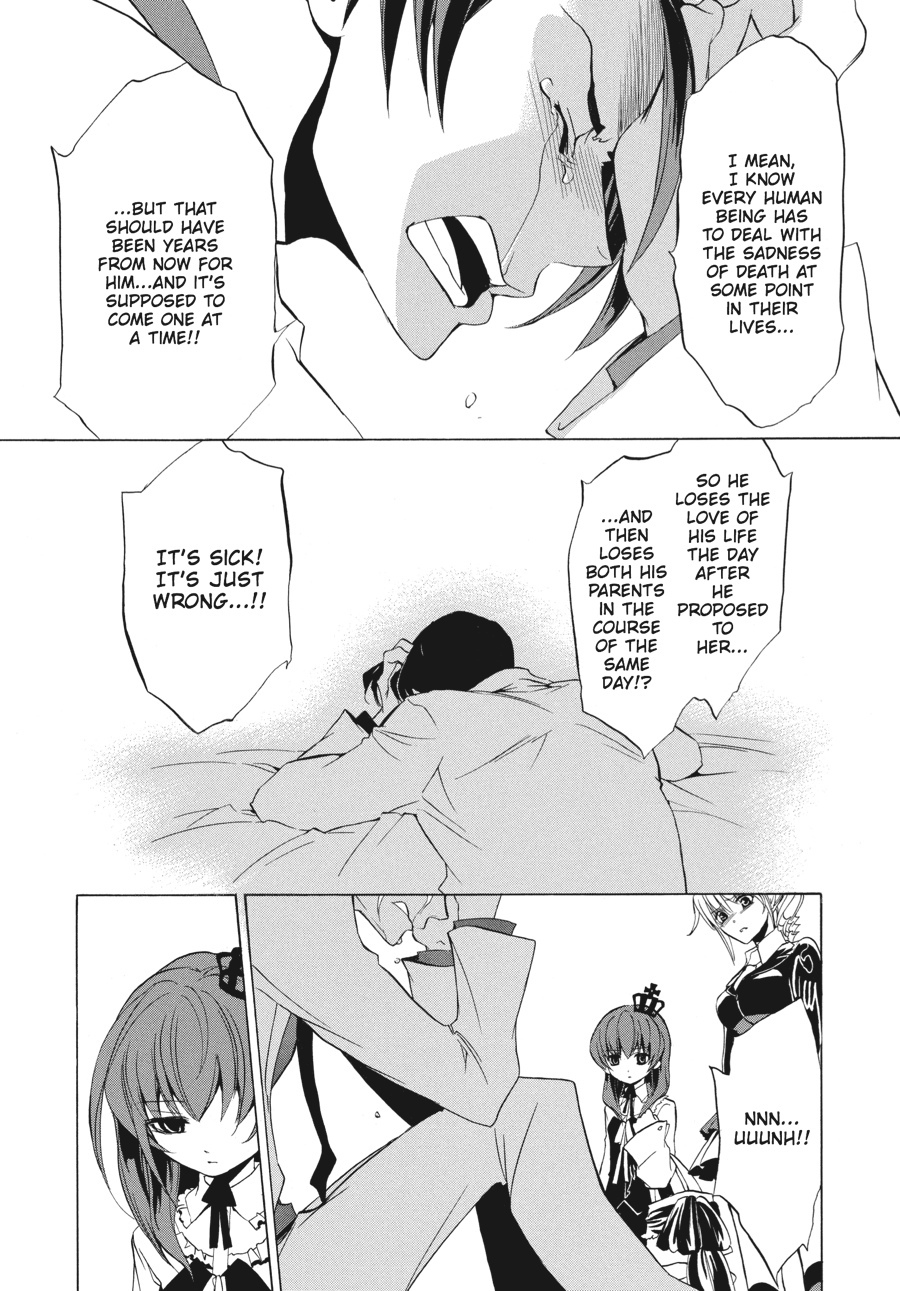 I MEAN,
I KNOW
EVERY HUMAN
BEING HAS
TO DEAL WITH
THE SADNESS
OF DEATH AT
SOME POINT
IN THEIR
LIVES...
...BUT THAT
SHOULD HAVE
BEEN YEARS
FROM NOW FOR
HIM...AND IT'S
SUPPOSED TO
COME ONE AT
A TIME!!
SO HE
LOSES THE
LOVE OF
HIS LIFE
THE DAY
AFTER
HE
PROPOSED
TO
HER...
...AND
THEN
LOSES
BOTH HIS
PARENTS
IN THE
COURSE
OF THE
SAME
DAY!?
IT'S SICK!
IT'S JUST
WRONG...!!
NNN...
UUUNH!!